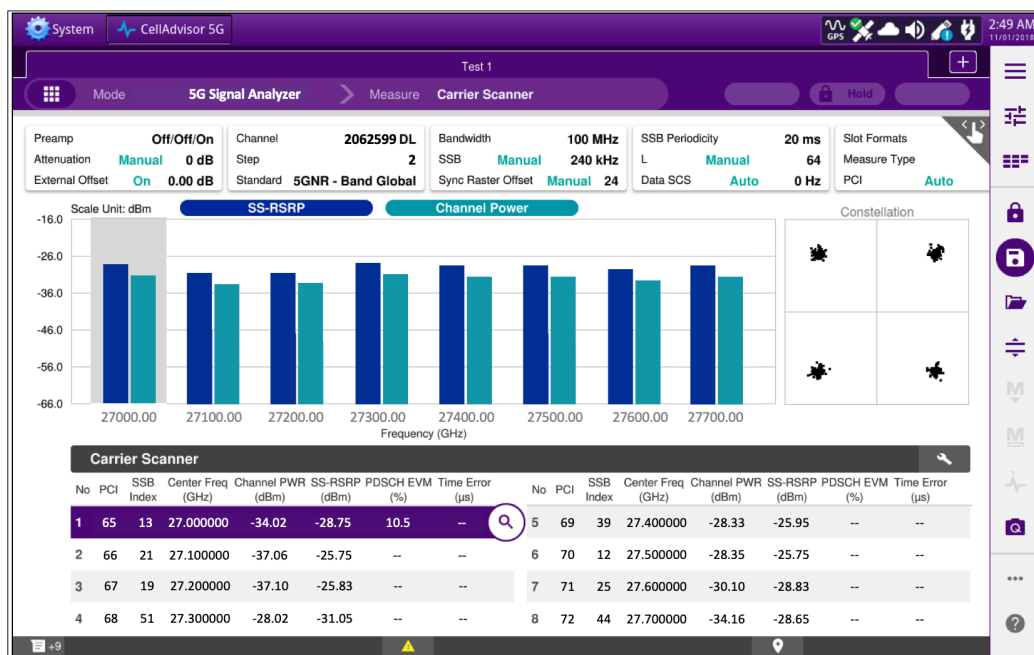 System
CellAdvisor 5G
GPS
2:49 AM
11/01/2018
Test 1
+
Mode 5G Signal Analyzer Measure Carrier Scanner
Hold
Preamp Off/Off/On
Attenuation Manual 0 dB
External Offset On 0.00 dB
Channel 2062599 DL
Step 2
Standard 5GNR - Band Global
Bandwidth 100 MHz
SSB Manual 240 kHz
Sync Raster Offset Manual 24
SSB Periodicity 20 ms
L Manual 64
Data SCS Auto 0 Hz
Slot Formats
Measure Type
PCI Auto
Scale Unit: dBm
SS-RSRP
Channel Power
Constellation
-16.0
-26.0
-36.0
-46.0
-56.0
-66.0
27000.00 27100.00 27200.00 27300.00 27400.00 27500.00 27600.00 27700.00
Frequency (GHz)
Carrier Scanner
No PCI SSB Index Center Freq (GHz) Channel PWR (dBm) SS-RSRP (dBm) PDSCH EVM (%) Time Error (μs)
1 65 13 27.000000 -34.02 -28.75 10.5 --
2 66 21 27.100000 -37.06 -25.75 -- --
3 67 19 27.200000 -37.10 -25.83 -- --
4 68 51 27.300000 -28.02 -31.05 -- --
No PCI SSB Index Center Freq (GHz) Channel PWR (dBm) SS-RSRP (dBm) PDSCH EVM (%) Time Error (μs)
5 69 39 27.400000 -28.33 -25.95 -- --
6 70 12 27.500000 -28.35 -25.75 -- --
7 71 25 27.600000 -30.10 -28.83 -- --
8 72 44 27.700000 -34.16 -28.65 -- --
M
M
+9